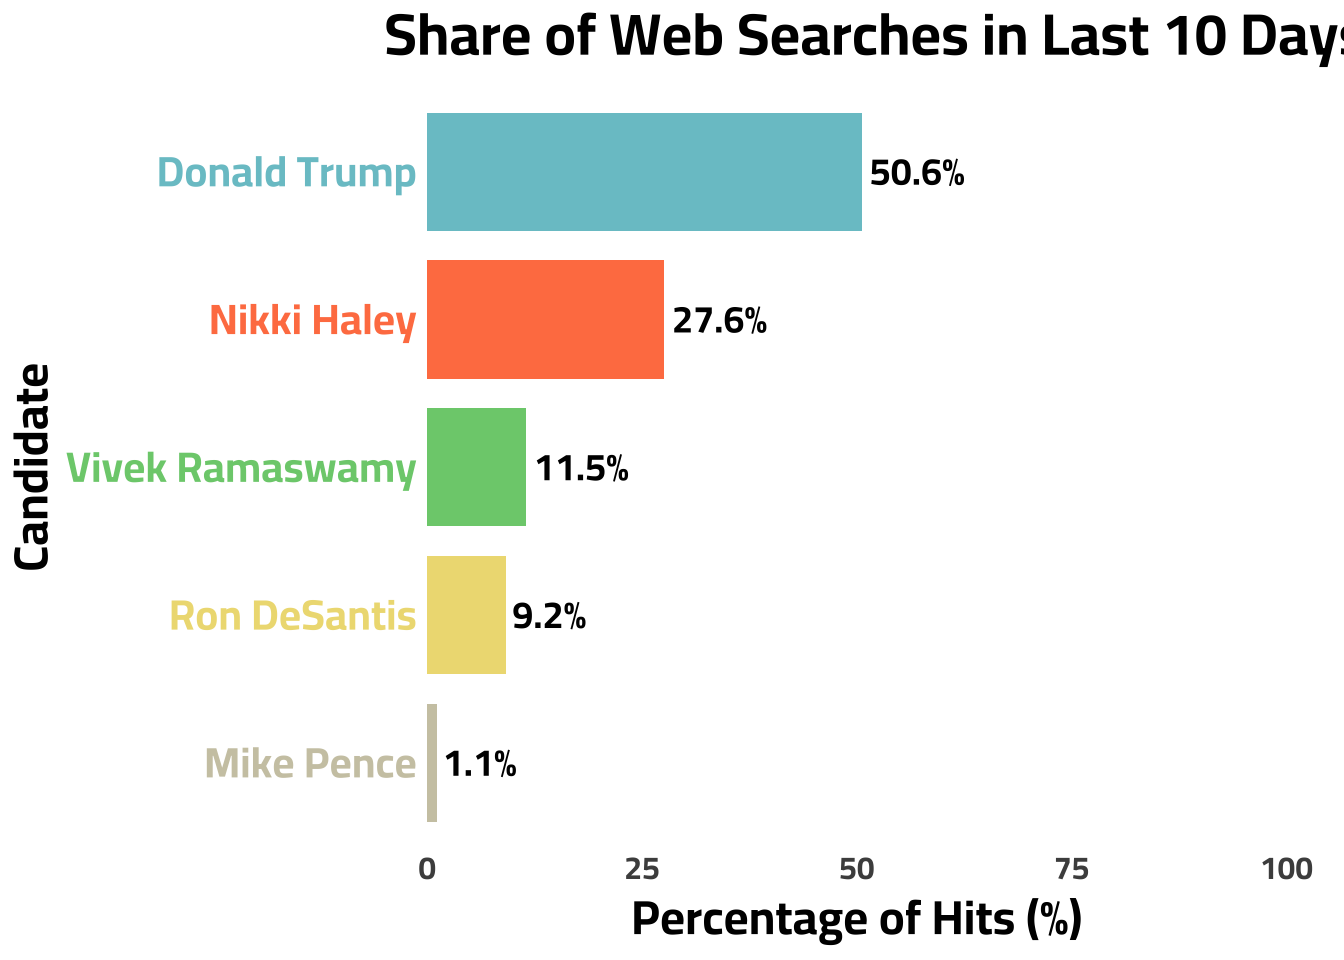 Share of Web Searches in Last 10 Days
Donald Trump 50.6%
Nikki Haley 27.6%
Vivek Ramaswamy 11.5%
Ron DeSantis 9.2%
Mike Pence 1.1%
Candidate
0 25 50 75 100
Percentage of Hits (%)